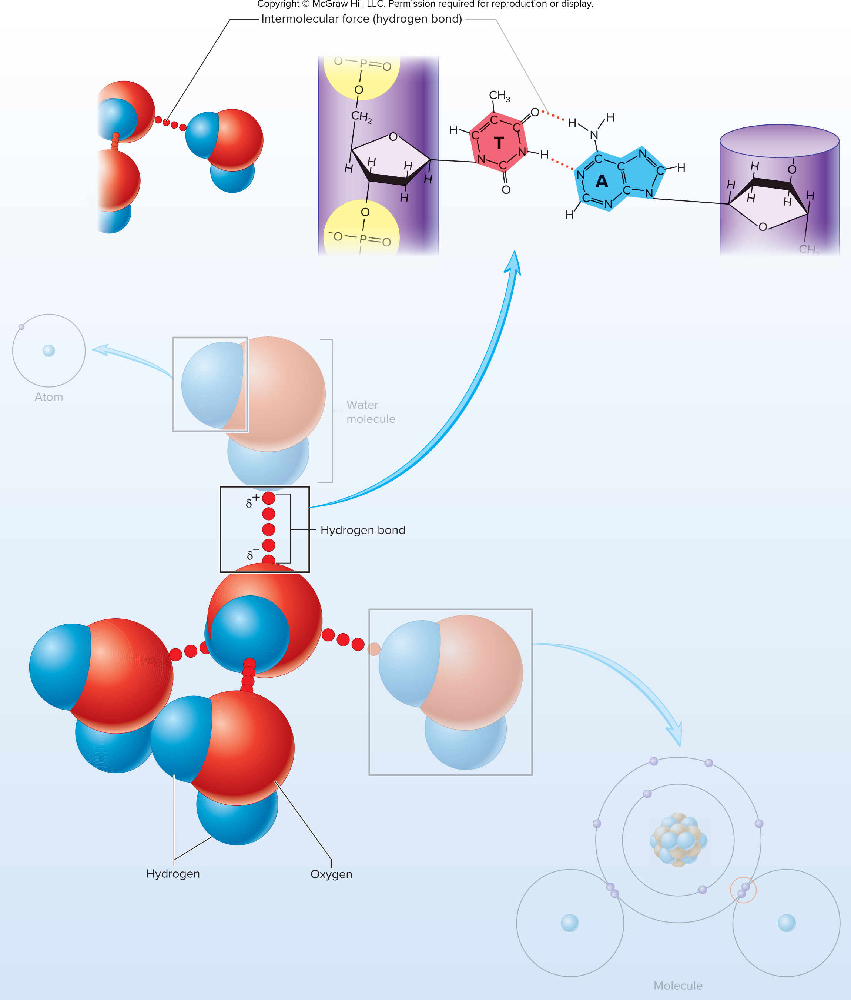 Copyright © McGraw Hill LLC. Permission required for reproduction or display.
Intermolecular force (hydrogen bond)
⁻O P O
O
CH₂
O
H H H H
H
O
⁻O P O
CH₃
O
H C C C
T
N C N H
O
H H
N
C C N
N A C H
C N C N
H
H O
H H H H
O
CH₂
Atom
Water
molecule
δ⁺
Hydrogen bond
δ⁻
Hydrogen
Oxygen
Molecule